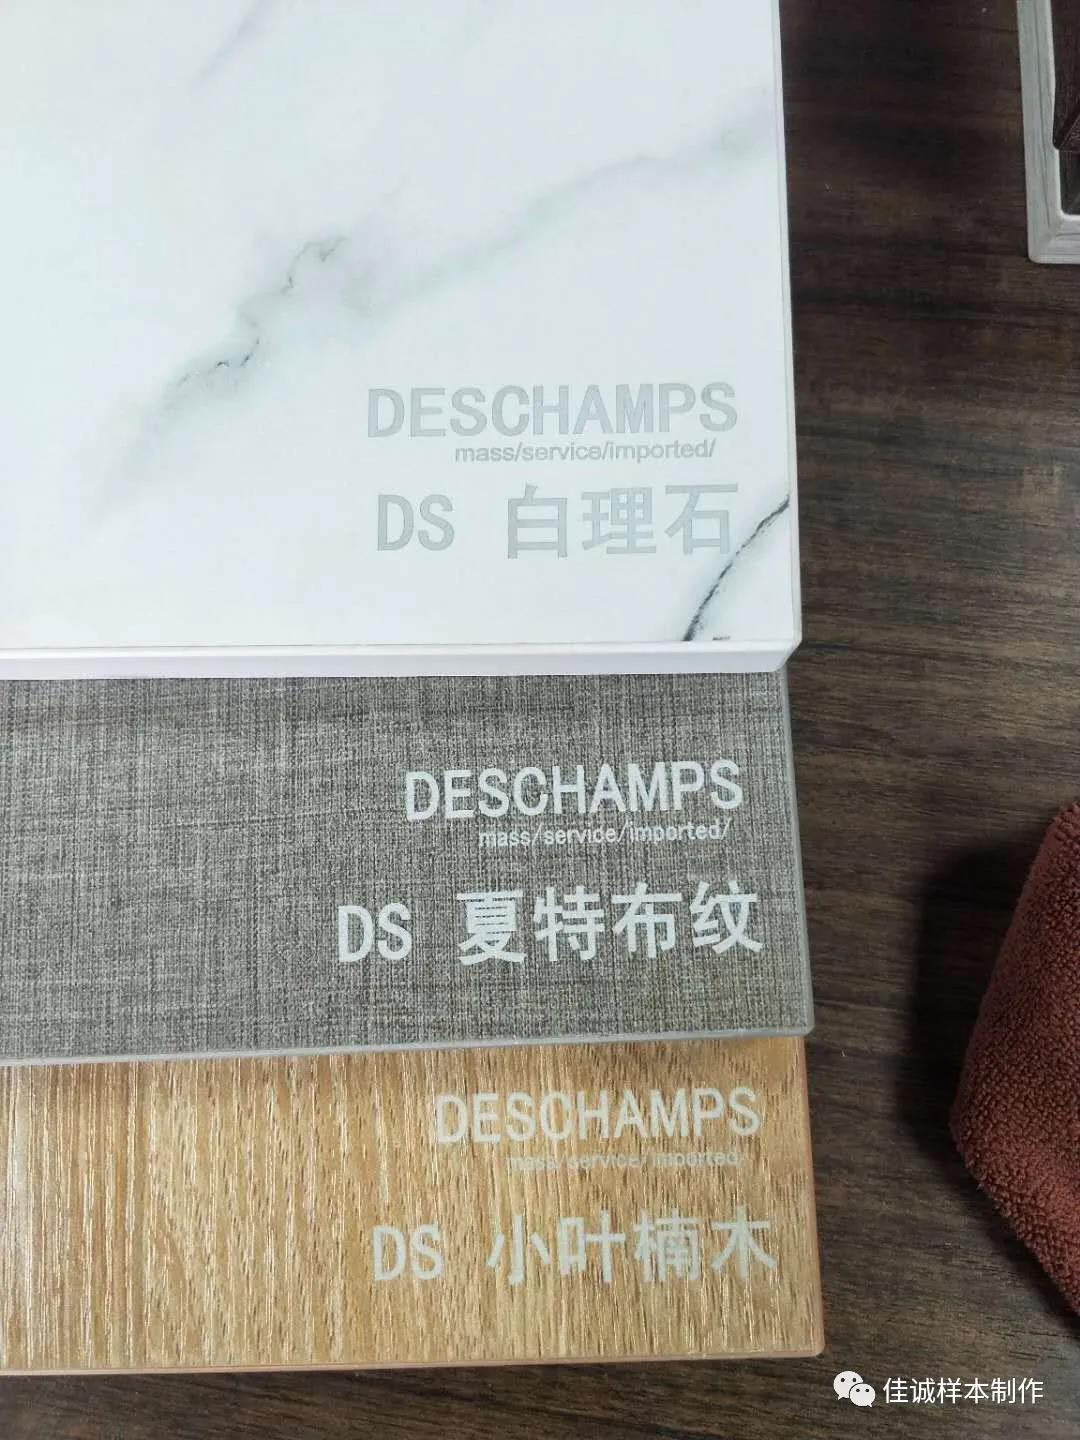 DESCHAMPS
mass/service/imported/
DS 白理石
DESCHAMPS
mass/service/imported/
DS 夏特布纹
DESCHAMPS
mass/service/imported/
DS 小叶楠木
佳诚样本制作